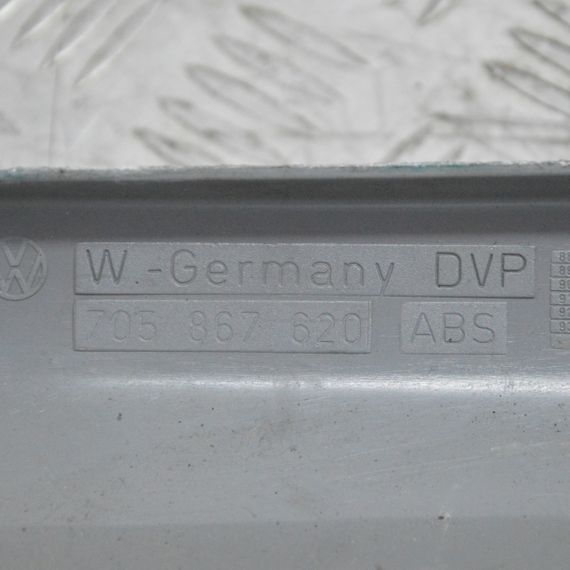 W.-Germany DVP
705 867 620 ABS